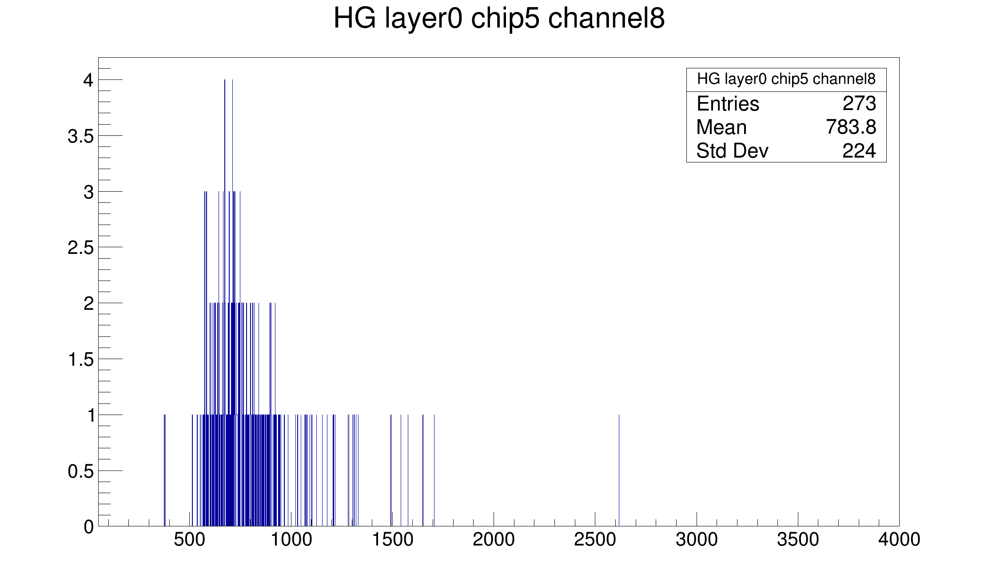 HG layer0 chip5 channel8
HG layer0 chip5 channel8
Entries 273
Mean 783.8
Std Dev 224
4
3.5
3
2.5
2
1.5
1
0.5
0
500 1000 1500 2000 2500 3000 3500 4000